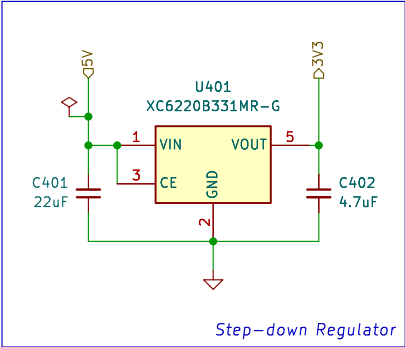 5V
3V3
U401
XC6220B331MR-G
1
VIN
VOUT
5
3
CE
GND
2
C401
22uF
C402
4.7uF
Step-down Regulator